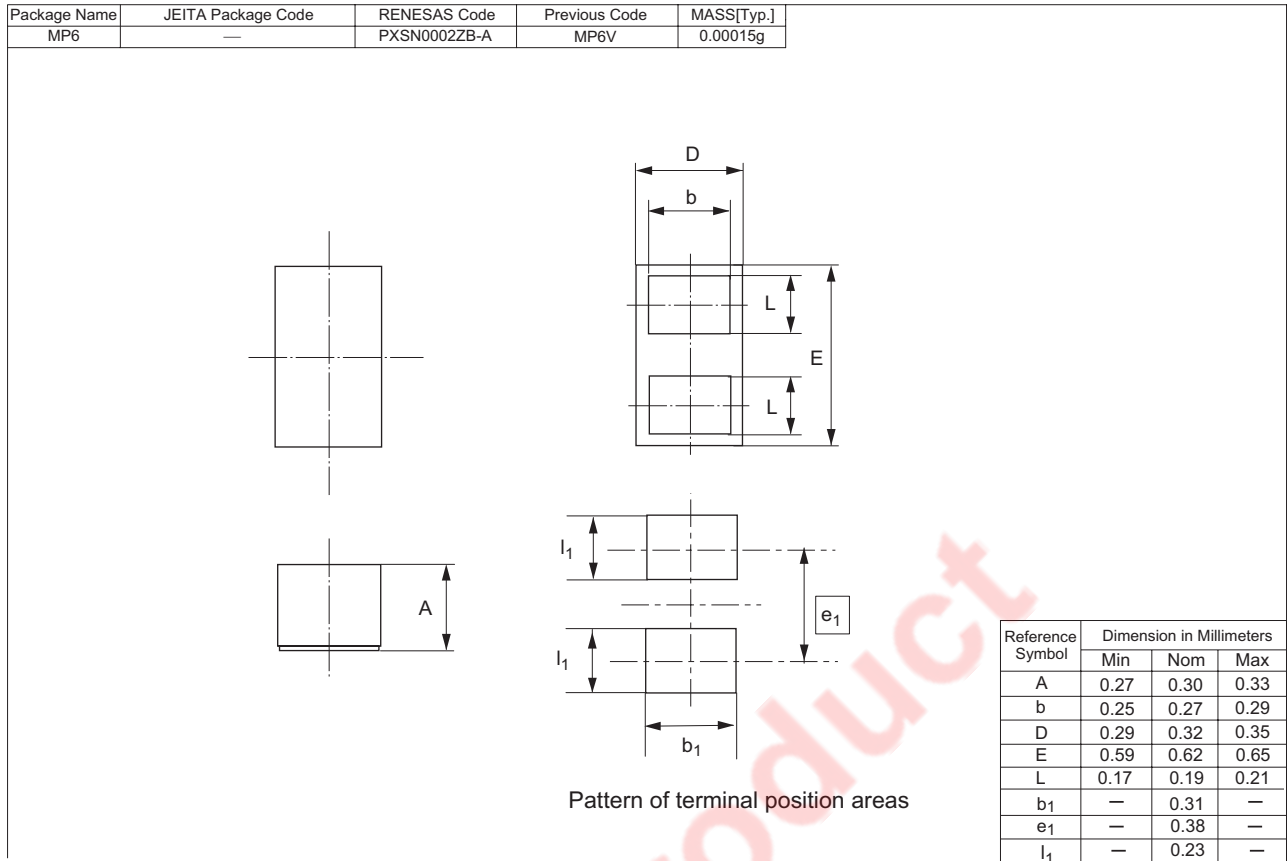 Package Name JEITA Package Code RENESAS Code Previous Code MASS[Typ.]
MP6 — PXSN0002ZB-A MP6V 0.00015g
D
b
L
E
L
A
l1
e1
l1
b1
Pattern of terminal position areas
Reference Symbol Dimension in Millimeters
Min Nom Max
A 0.27 0.30 0.33
b 0.25 0.27 0.29
D 0.29 0.32 0.35
E 0.59 0.62 0.65
L 0.17 0.19 0.21
b1 — 0.31 —
e1 — 0.38 —
l1 — 0.23 —
oduct